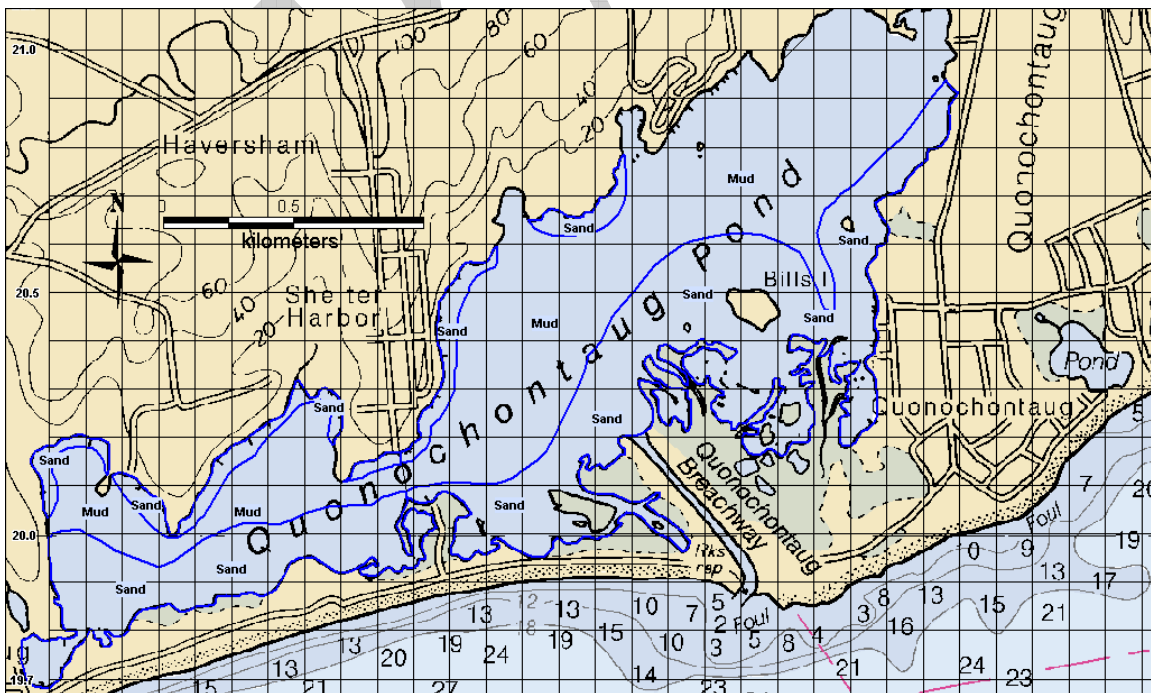 21.0
100
80
60
40
20
Haversham
N
0
0.5
kilometers
60
40
20
Shelter
Harbor
20.5
Mud
Sand
Sand
Quonochontaug Pond
Quonochontaug
Bills I
Sand
Sand
Sand
Mud
Pond
Quonochontaug
Sand
Sand
Sand
Mud
Sand
Mud
Sand
Sand
Sand
Quonochontaug
Breachway
20.0
Rks
rep
Foul
5
7
20
19
0
9
13
17
12
18
13
13
10
7
5
2
3
Foul
5
8
4
3
8
13
15
21
16
13
13
19
20
24
19
15
10
14
21
24
23
19.7
15
21
27
23